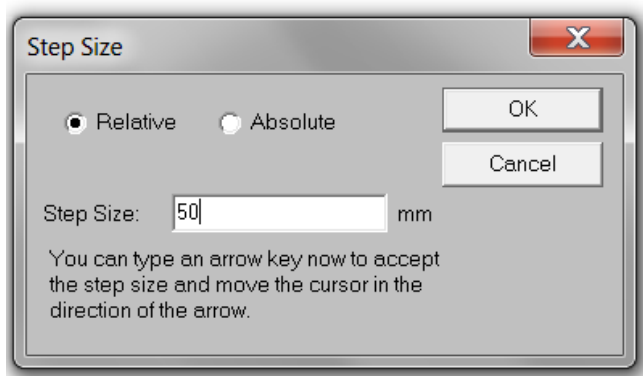 Step Size
Relative Absolute OK
Cancel
Step Size: 50 mm
You can type an arrow key now to accept
the step size and move the cursor in the
direction of the arrow.